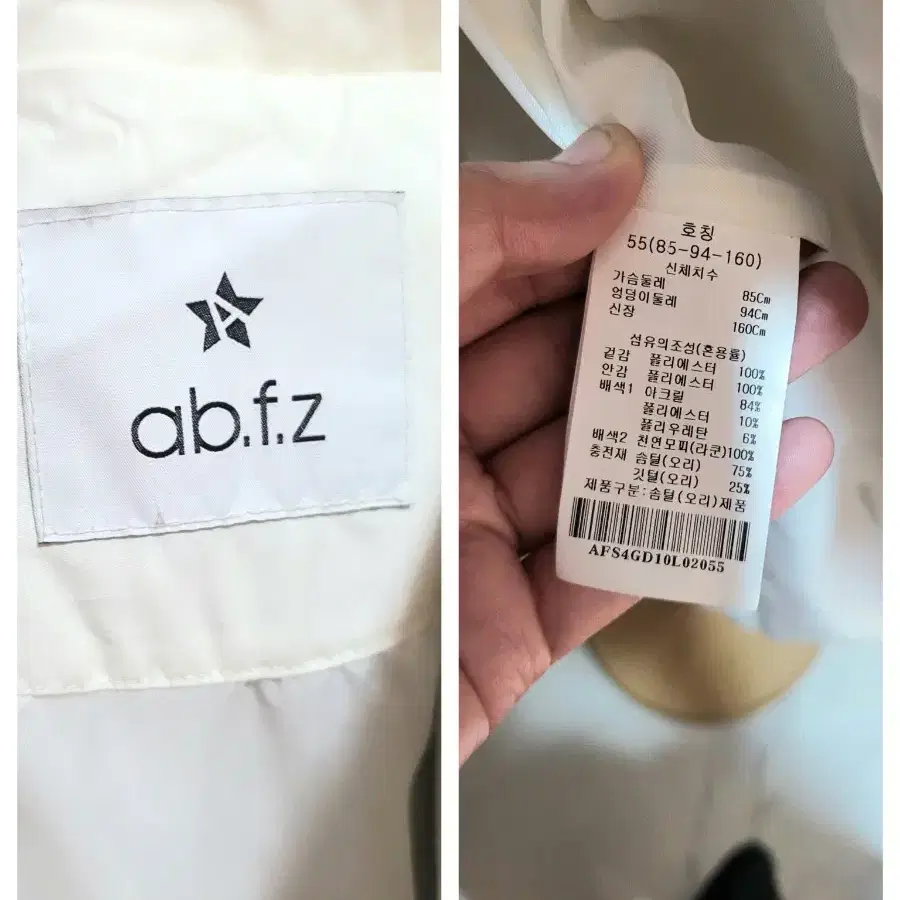 A
ab.f.z
호칭
55(85-94-160)
신체치수
가슴둘레 85Cm
엉덩이둘레 94Cm
신장 160Cm
섬유의조성(혼용률)
겉감 폴리에스터 100%
안감 폴리에스터 100%
배색1 아크릴 84%
폴리에스터 10%
폴리우레탄 6%
배색2 천연모피(라쿤)100%
충전재 솜털(오리) 75%
깃털(오리) 25%
제품구분:솜털(오리)제품
AFS4GD10L02055